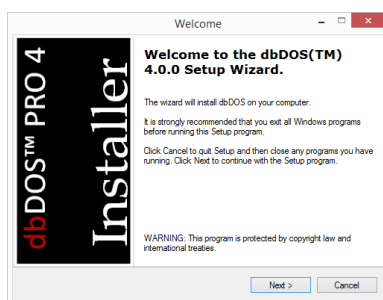 Welcome
dbDOS™ PRO 4
Installer
Welcome to the dbDOS(TM)
4.0.0 Setup Wizard.
The wizard will install dbDOS on your computer.
It is strongly recommended that you exit all Windows programs
before running this Setup program.
Click Cancel to quit Setup and then close any programs you have
running. Click Next to continue with the Setup program.
WARNING: This program is protected by copyright law and
international treaties.
Next >
Cancel